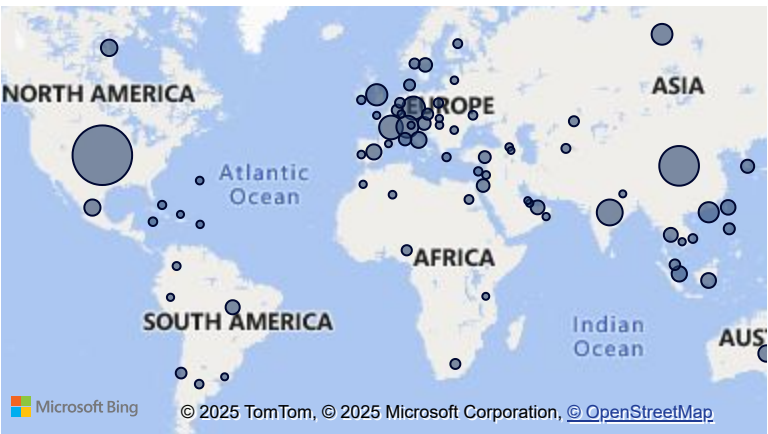 NORTH AMERICA
EUROPE
ASIA
Atlantic
Ocean
AFRICA
SOUTH AMERICA
Indian
Ocean
AUS
Microsoft Bing
© 2025 TomTom, © 2025 Microsoft Corporation, © OpenStreetMap